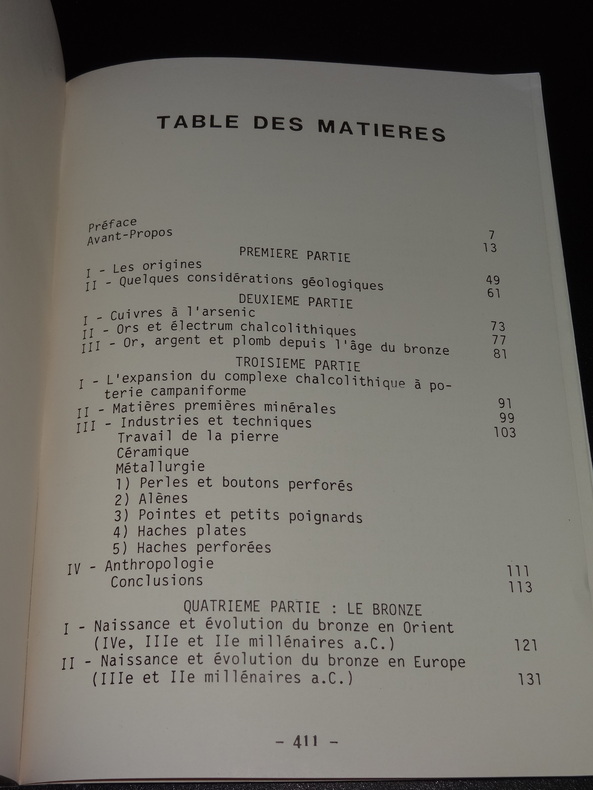 TABLE DES MATIERES
Préface 7
Avant-Propos 13
PREMIERE PARTIE
I - Les origines 49
II - Quelques considérations géologiques 61
DEUXIEME PARTIE
I - Cuivres à l'arsenic 73
II - Ors et électrum chalcolithiques 77
III - Or, argent et plomb depuis l'âge du bronze 81
TROISIEME PARTIE
I - L'expansion du complexe chalcolithique à po-
terie campaniforme 91
II - Matières premières minérales 99
III - Industries et techniques 103
Travail de la pierre
Céramique
Métallurgie
1) Perles et boutons perforés
2) Alènes
3) Pointes et petits poignards
4) Haches plates
5) Haches perforées
IV - Anthropologie 111
Conclusions 113
QUATRIEME PARTIE : LE BRONZE
I - Naissance et évolution du bronze en Orient
(IVe, IIIe et IIe millénaires a.C.) 121
II - Naissance et évolution du bronze en Europe
(IIIe et IIe millénaires a.C.) 131
- 411 -